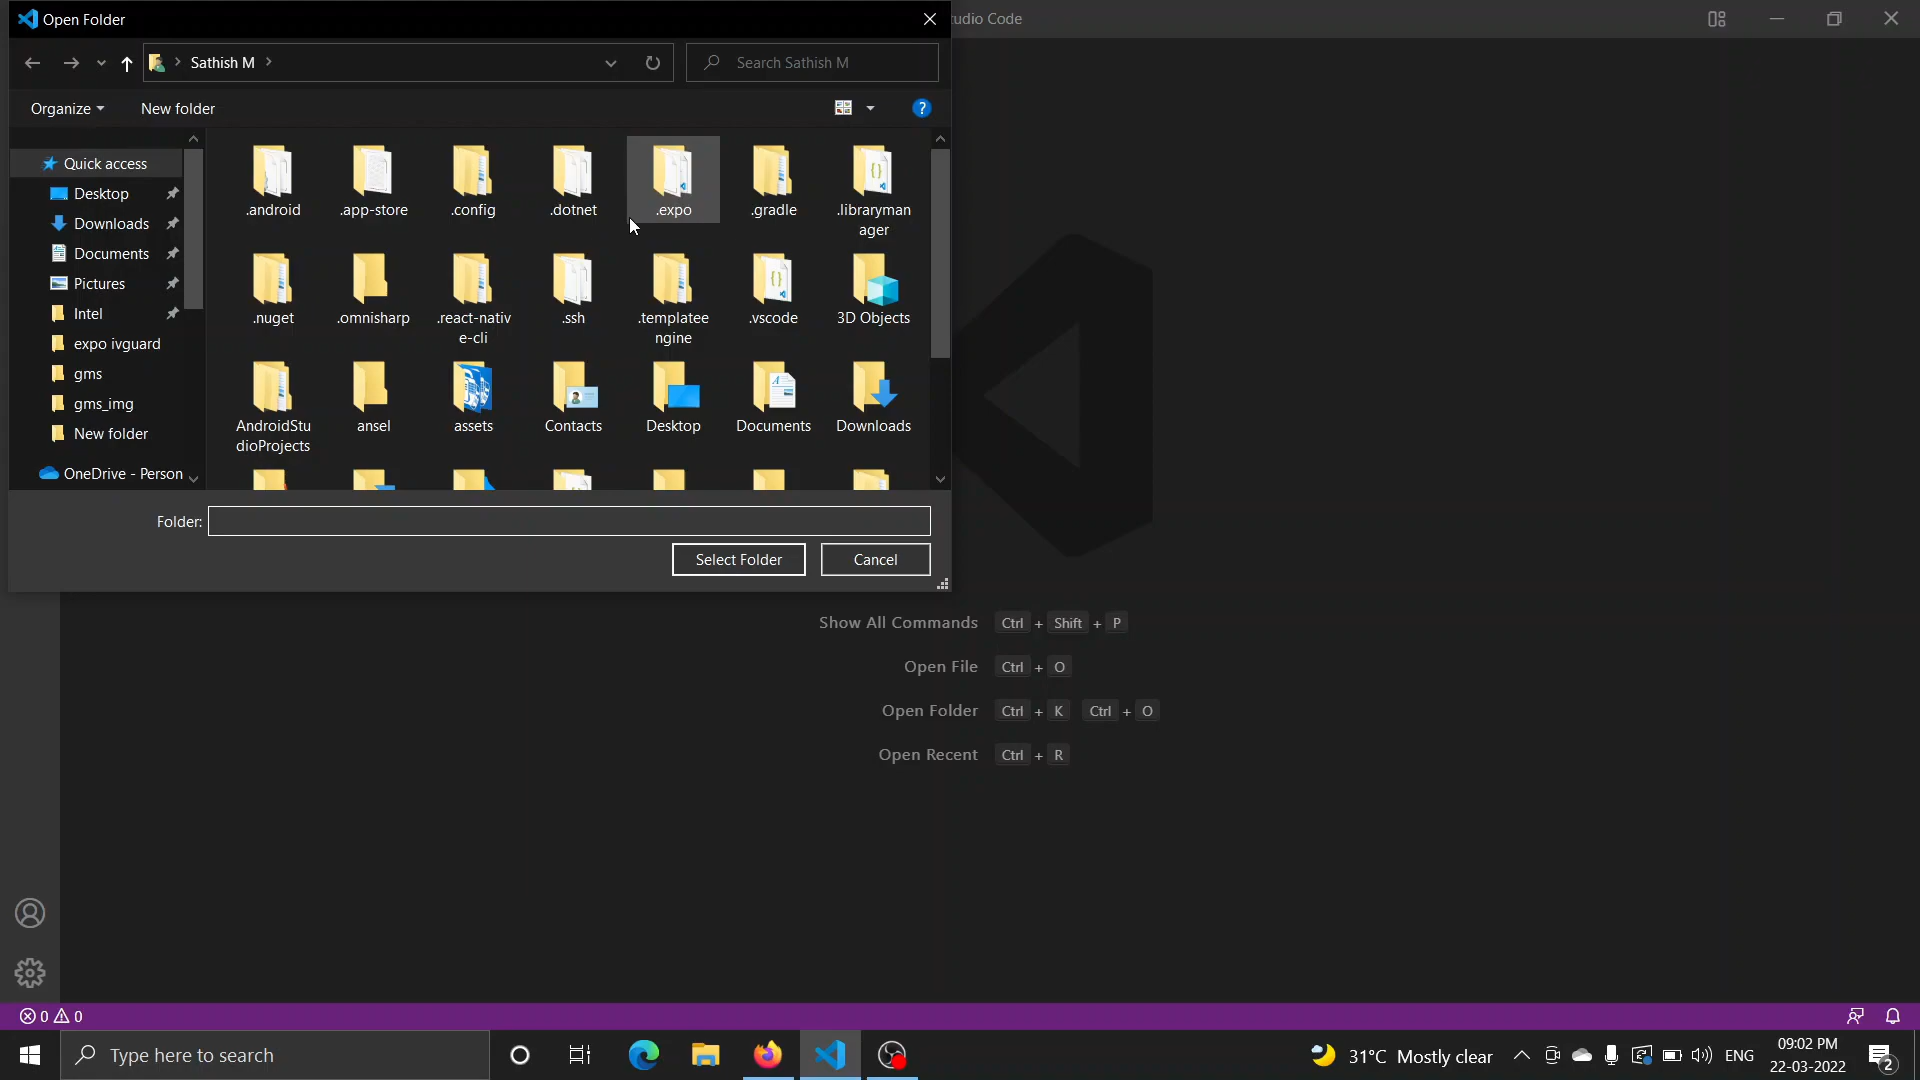 Open Folder
Studio Code
Sathish M
Search Sathish M
Organize
New folder
Quick access
Desktop
Downloads
Documents
Pictures
Intel
expo ivguard
gms
gms_img
New folder
OneDrive - Person
.android
.app-store
.config
.dotnet
.expo
.gradle
.libraryman
ager
.nuget
.omnisharp
.react-nativ
e-cli
.ssh
.templatee
ngine
.vscode
3D Objects
AndroidStu
dioProjects
ansel
assets
Contacts
Desktop
Documents
Downloads
Folder:
Select Folder
Cancel
Show All Commands Ctrl + Shift + P
Open File Ctrl + O
Open Folder Ctrl + K Ctrl + O
Open Recent Ctrl + R
0 0
Type here to search
31°C Mostly clear
ENG
09:02 PM
22-03-2022
2